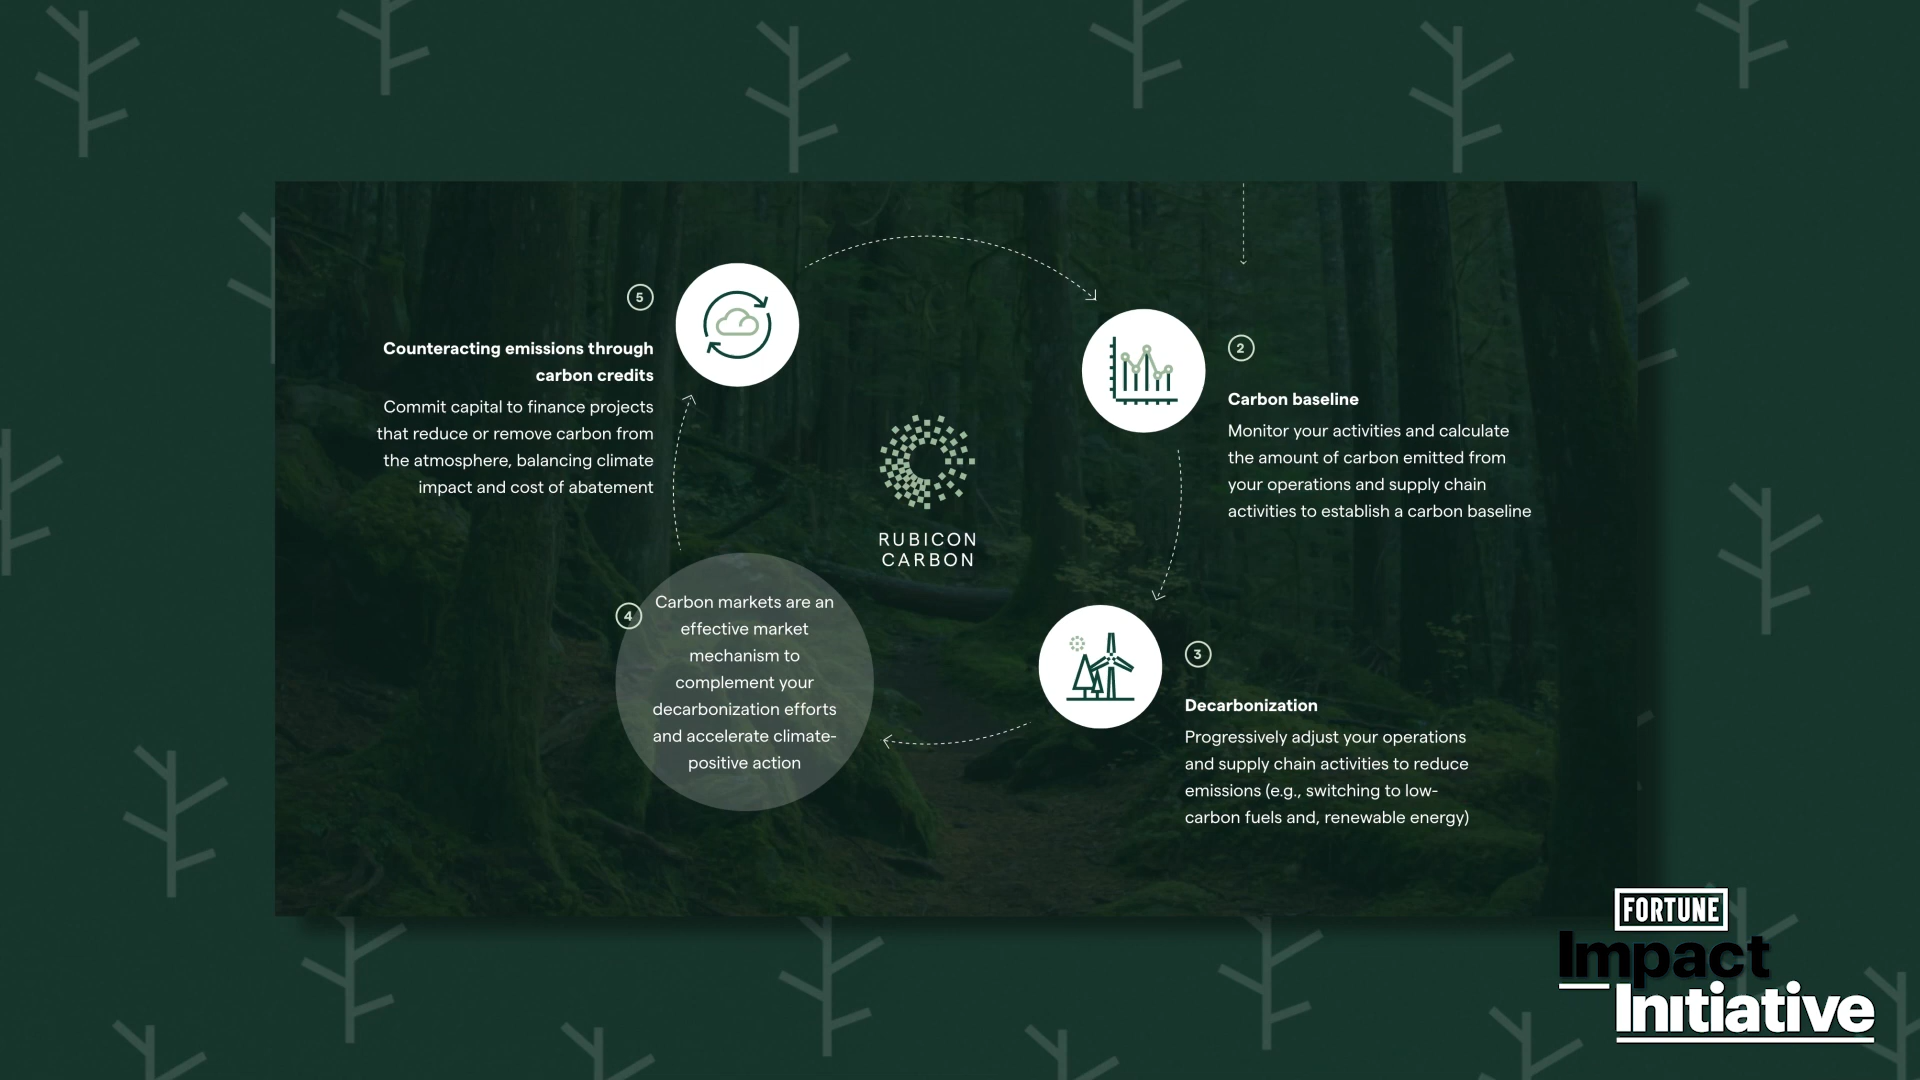 5
Counteracting emissions through
carbon credits
Commit capital to finance projects
that reduce or remove carbon from
the atmosphere, balancing climate
impact and cost of abatement
RUBICON
CARBON
2
Carbon baseline
Monitor your activities and calculate
the amount of carbon emitted from
your operations and supply chain
activities to establish a carbon baseline
3
Decarbonization
Progressively adjust your operations
and supply chain activities to reduce
emissions (e.g., switching to low-
carbon fuels and, renewable energy)
4
Carbon markets are an
effective market
mechanism to
complement your
decarbonization efforts
and accelerate climate-
positive action
FORTUNE
Impact
Initiative